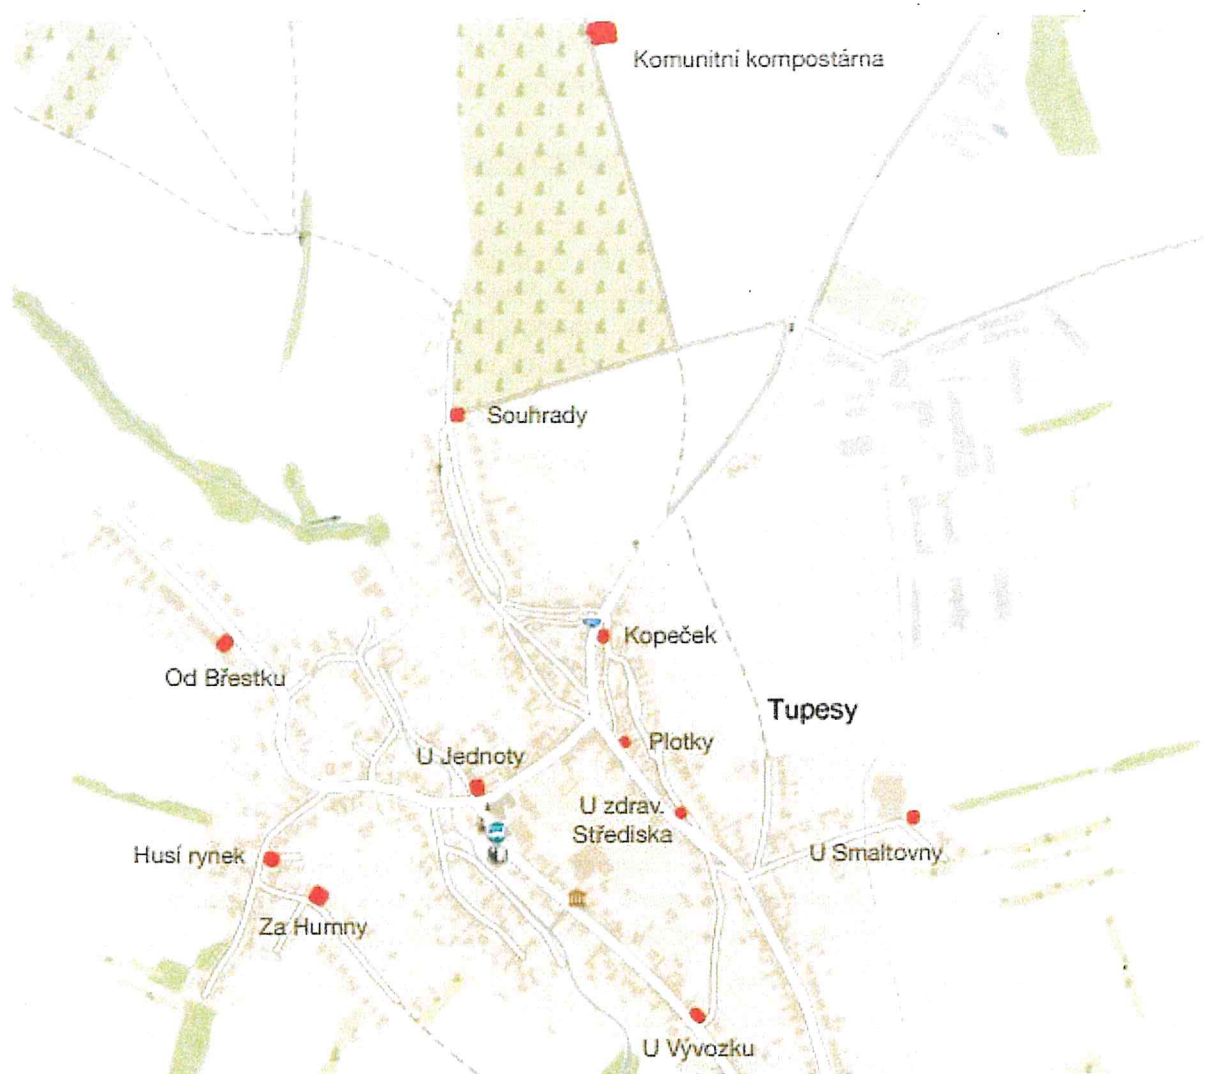 Komunitní kompostárna
Souhrady
Kopeček
Od Břestku
Tupesy
Plotky
U Jednoty
U zdrav.
Střediska
U Smaltovny
Husí rynek
Za Humny
U Vývozku